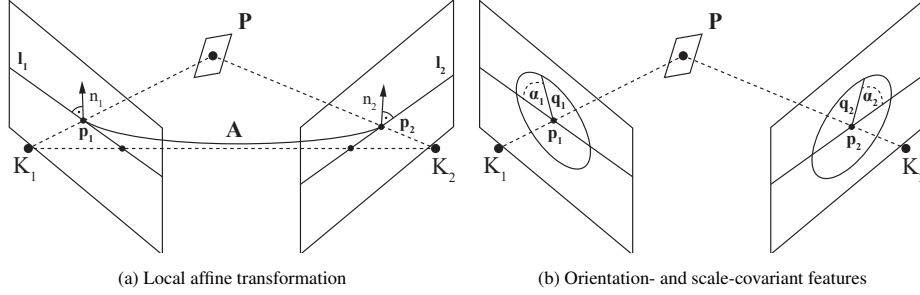 P
l₁
n₁
p₁
A
n₂
l₂
p₂
K₁
K₂
(a) Local affine transformation
P
α₁ q₁
p₁
q₂ α₂
p₂
K₁
K
(b) Orientation- and scale-covariant features